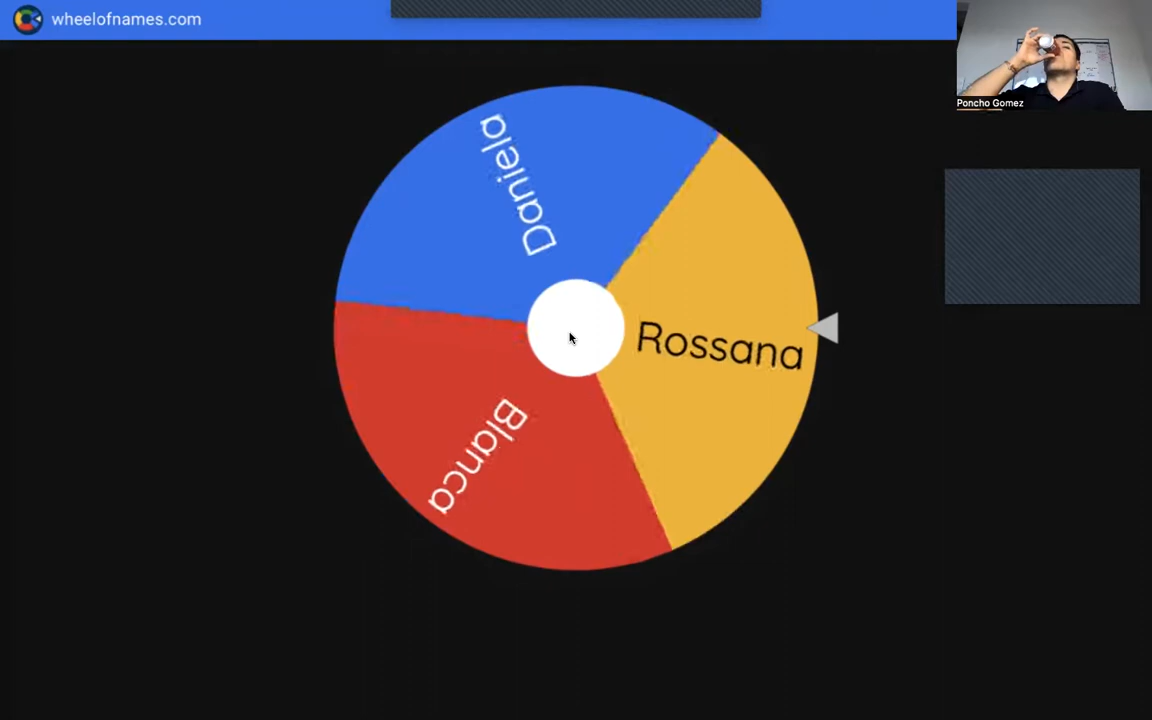 wheelofnames.com
Poncho Gomez
Daniela
Rossana
Blanca